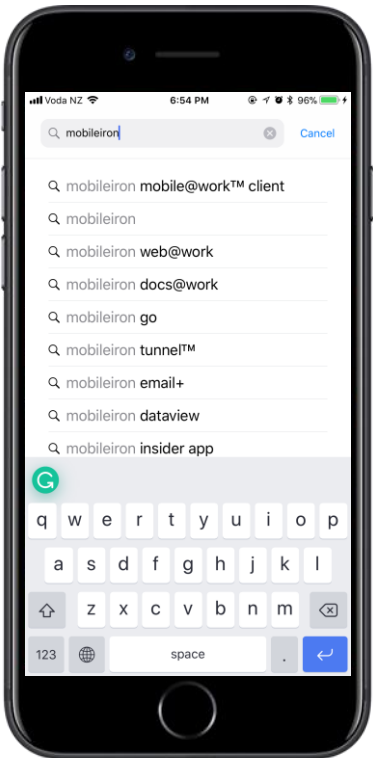 Voda NZ 6:54 PM 96%
mobileiron Cancel
mobileiron mobile@work™ client
mobileiron
mobileiron web@work
mobileiron docs@work
mobileiron go
mobileiron tunnel™
mobileiron email+
mobileiron dataview
mobileiron insider app
G
q w e r t y u i o p
a s d f g h j k l
z x c v b n m
123 space .